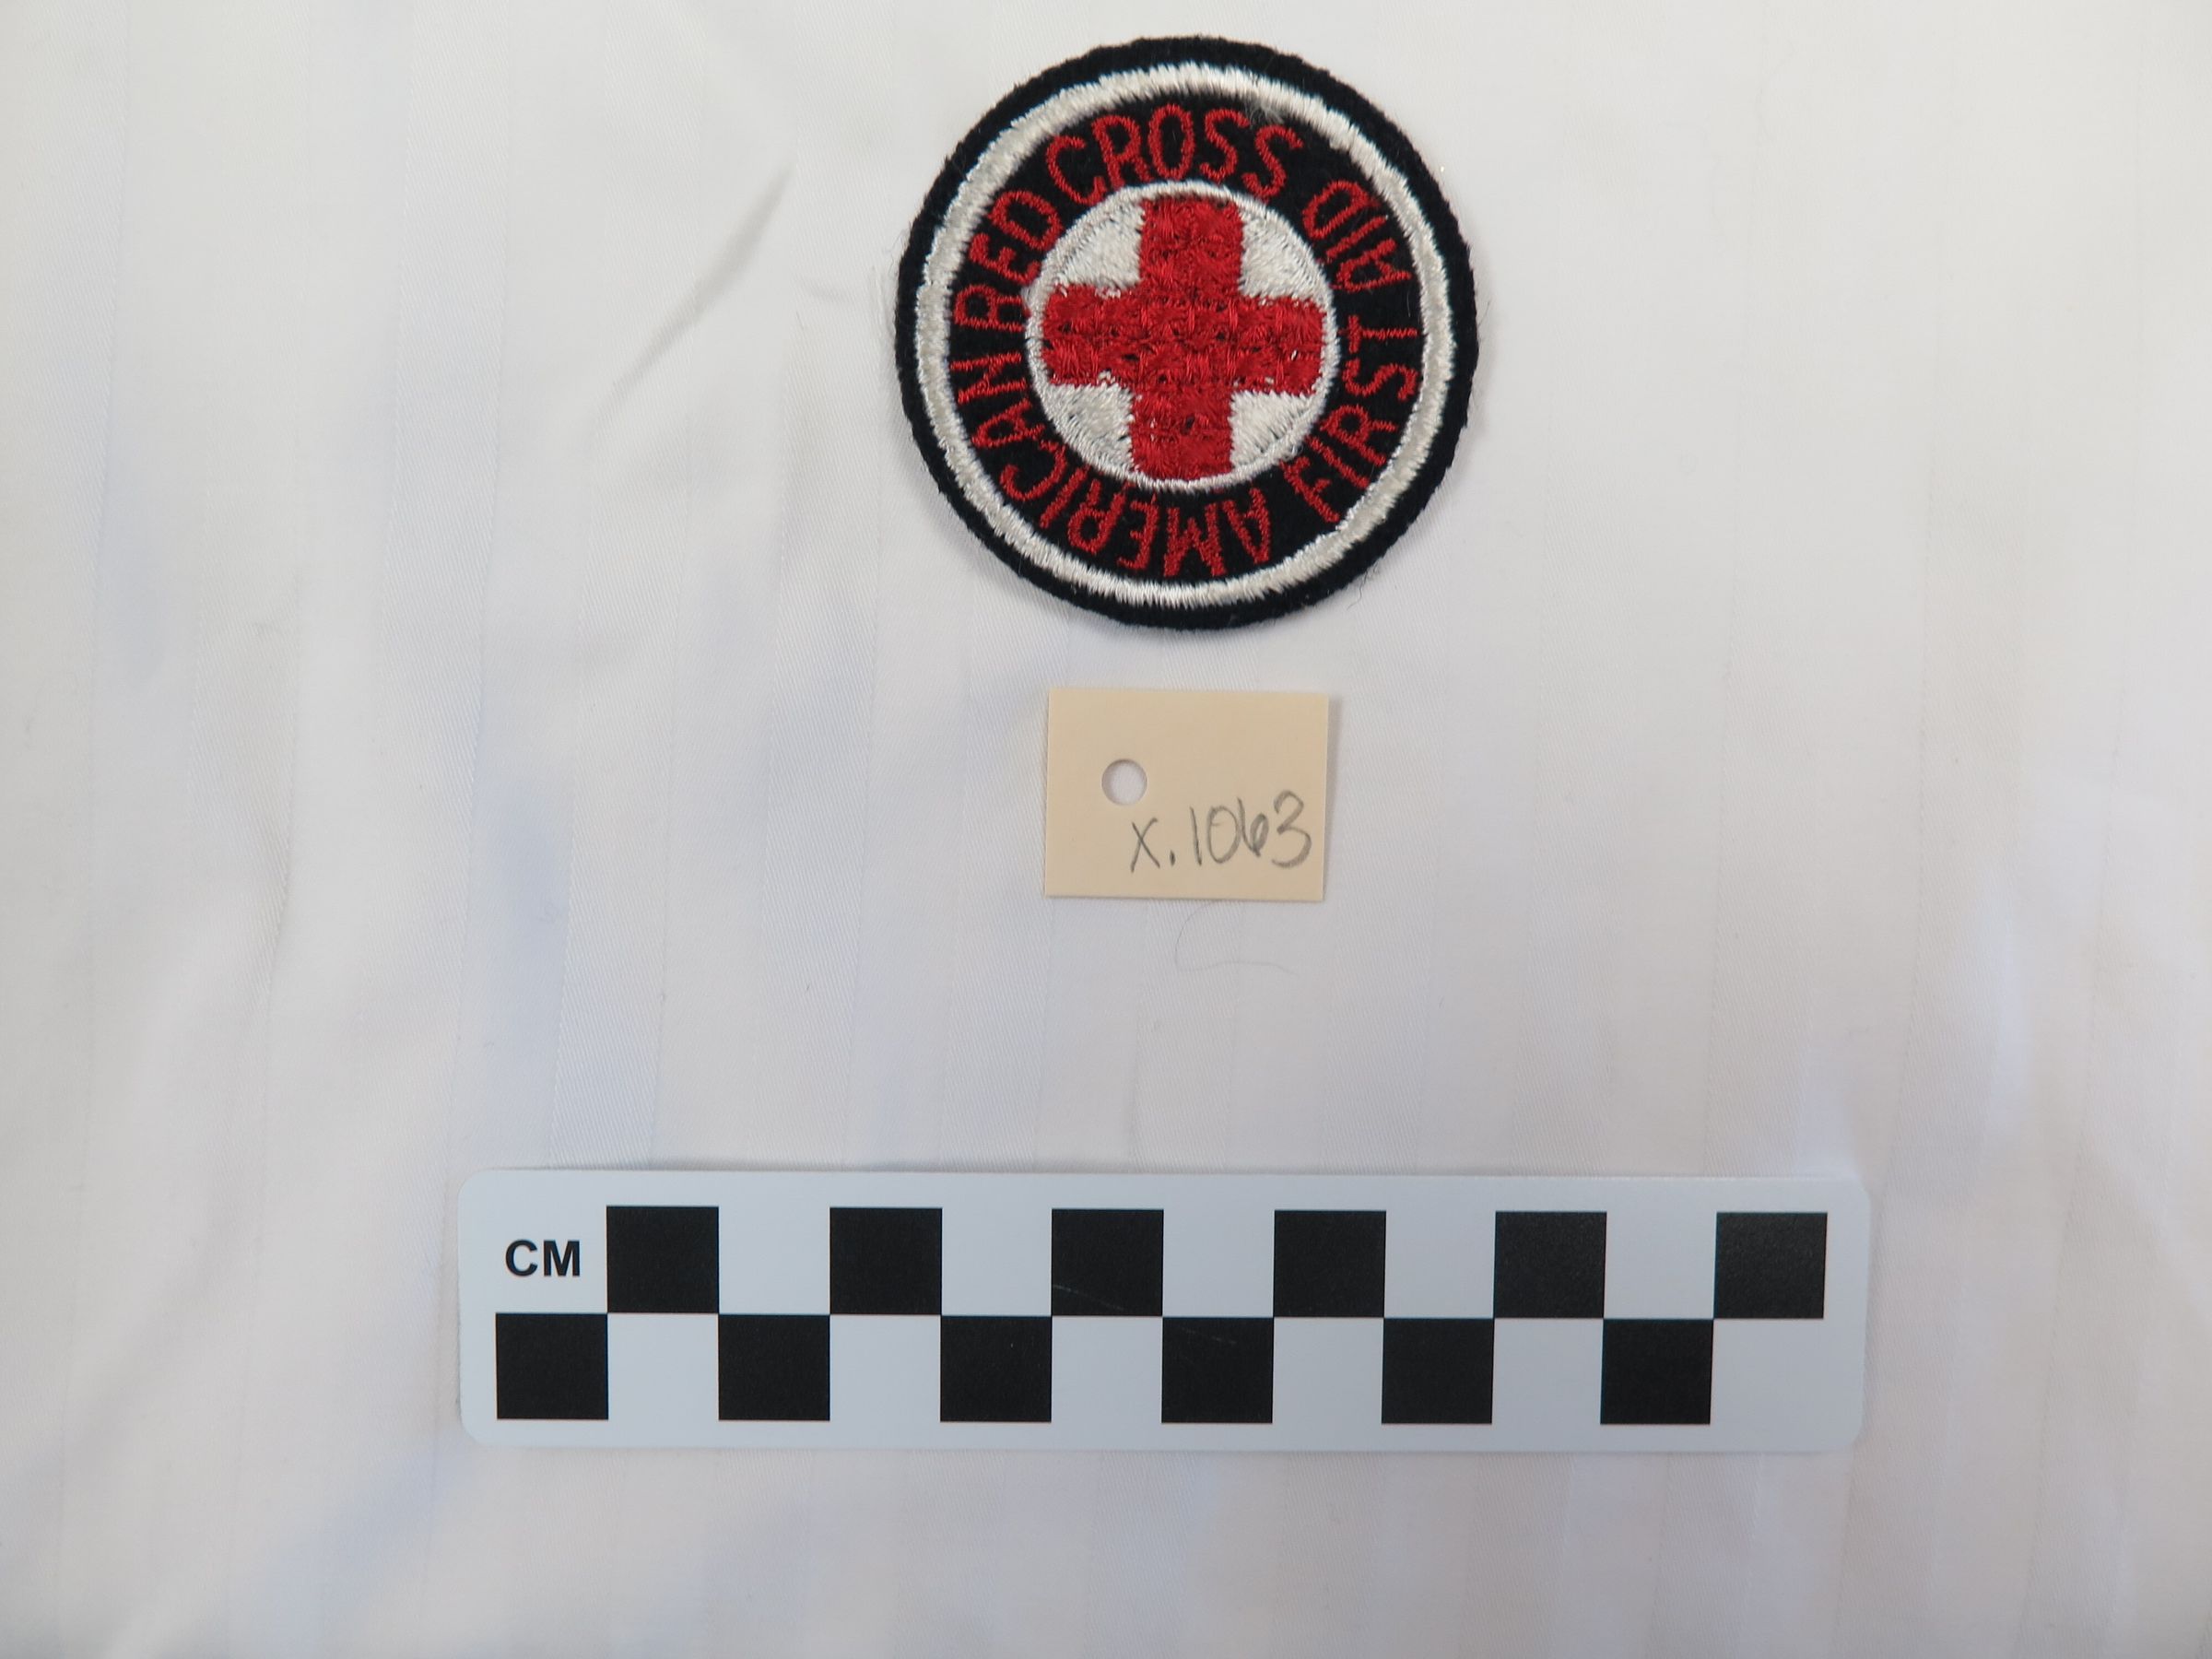 AMERICAN RED CROSS
FIRST AID
X.1063
CM